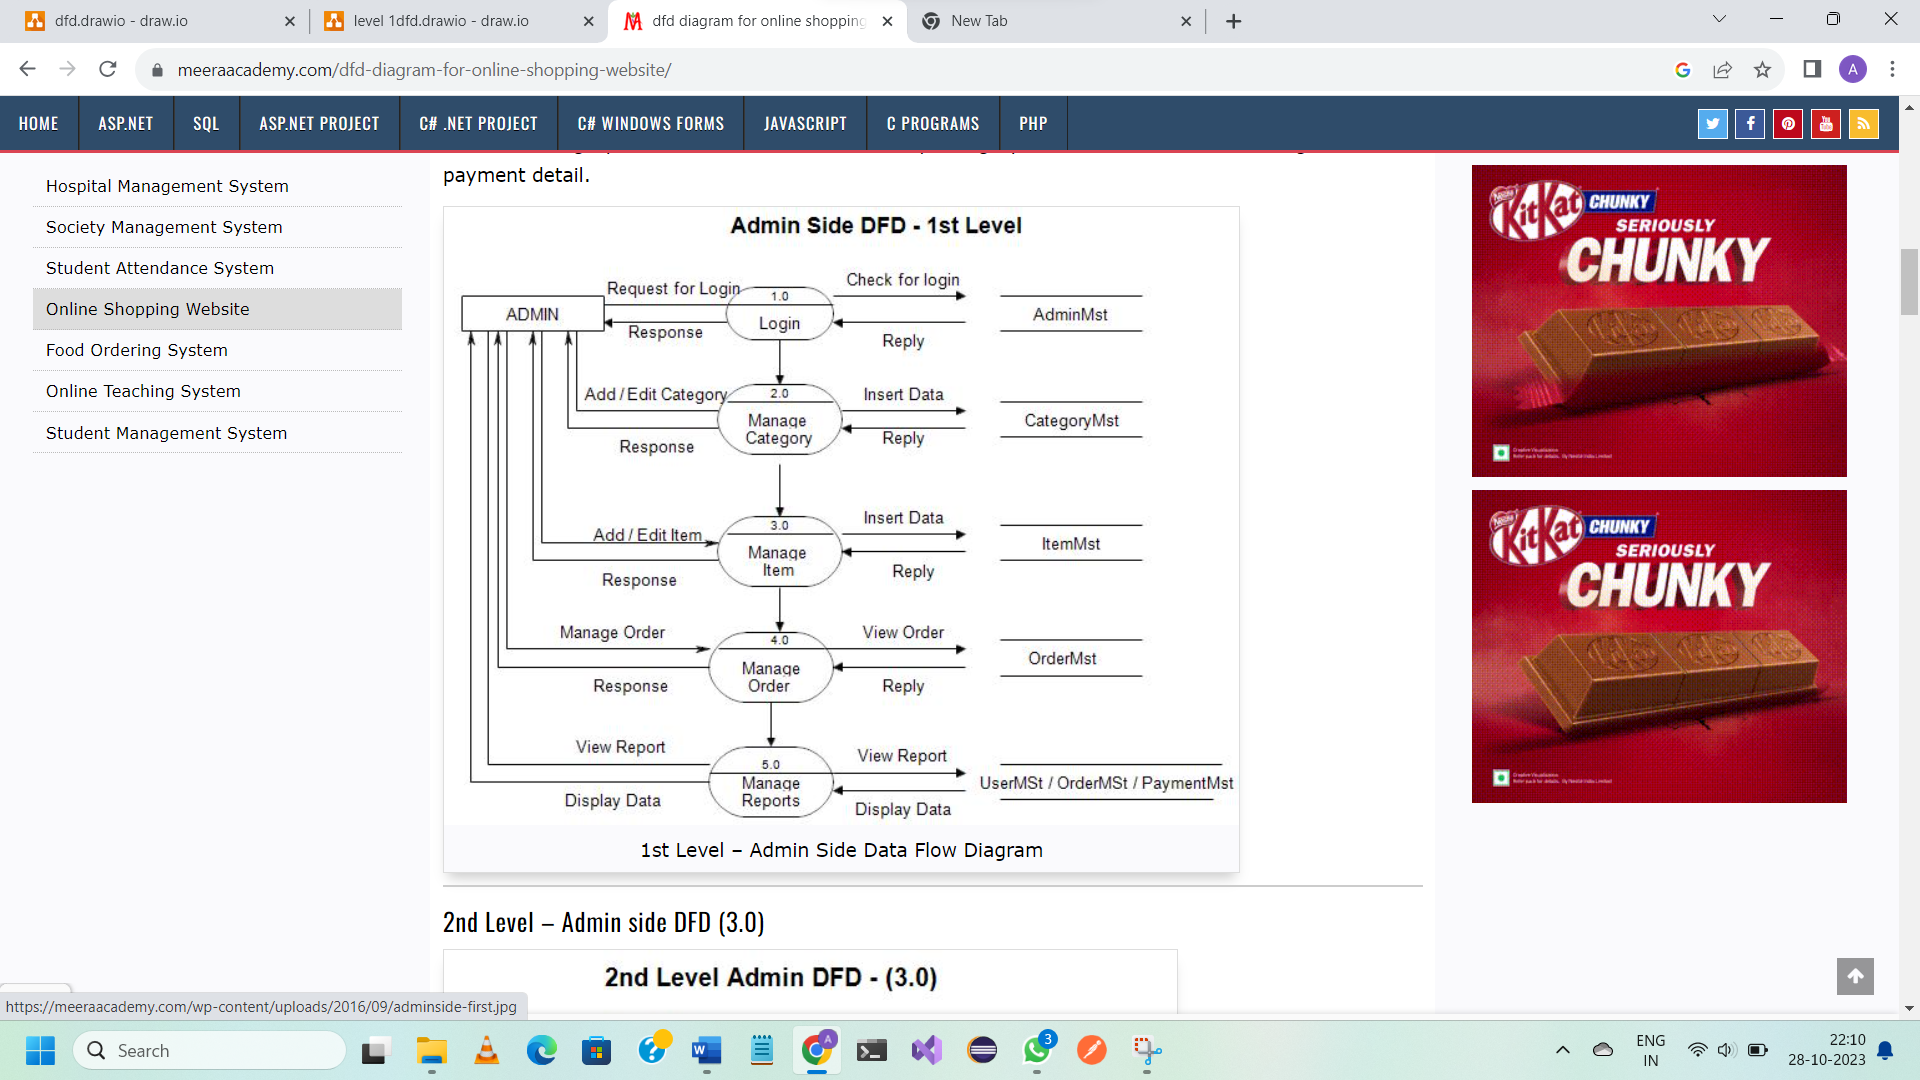 dfd.drawio - draw.io
level 1dfd.drawio - draw.io
dfd diagram for online shopping
New Tab
meeraacademy.com/dfd-diagram-for-online-shopping-website/
A
HOME
ASP.NET
SQL
ASP.NET PROJECT
C# .NET PROJECT
C# WINDOWS FORMS
JAVASCRIPT
C PROGRAMS
PHP
Hospital Management System
Society Management System
Student Attendance System
Online Shopping Website
Food Ordering System
Online Teaching System
Student Management System
payment detail.
Admin Side DFD - 1st Level
Request for Login
Check for login
1.0
ADMIN
Login
AdminMst
Response
Reply
Add / Edit Category
2.0
Insert Data
Manage
Category
CategoryMst
Response
Reply
Add / Edit Item
3.0
Insert Data
Manage
Item
ItemMst
Response
Reply
Manage Order
4.0
View Order
Manage
Order
OrderMst
Response
Reply
View Report
5.0
View Report
Manage
Reports
UserMSt / OrderMSt / PaymentMst
Display Data
Display Data
1st Level – Admin Side Data Flow Diagram
2nd Level – Admin side DFD (3.0)
2nd Level Admin DFD - (3.0)
Nestle
KitKat CHUNKY
SERIOUSLY
CHUNKY
Nestle
KitKat CHUNKY
SERIOUSLY
CHUNKY
https://meeraacademy.com/wp-content/uploads/2016/09/adminside-first.jpg
Search
A
3
ENG
IN
22:10
28-10-2023